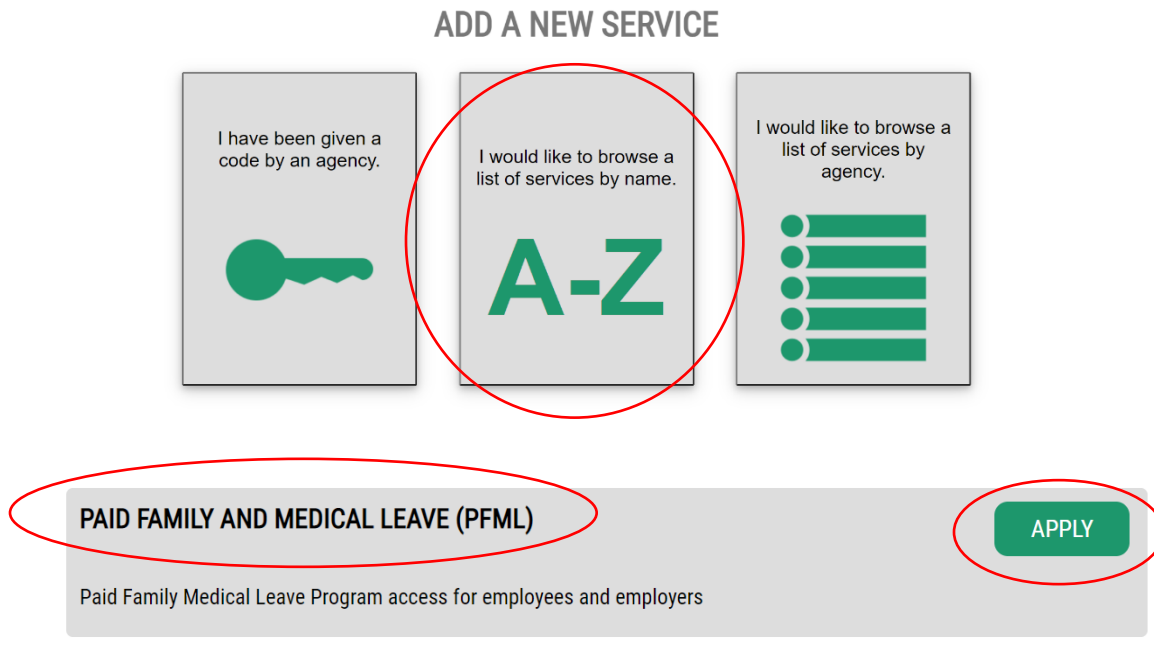 ADD A NEW SERVICE
I have been given a
code by an agency.
I would like to browse a
list of services by name.
A-Z
I would like to browse a
list of services by
agency.
PAID FAMILY AND MEDICAL LEAVE (PFML)
APPLY
Paid Family Medical Leave Program access for employees and employers